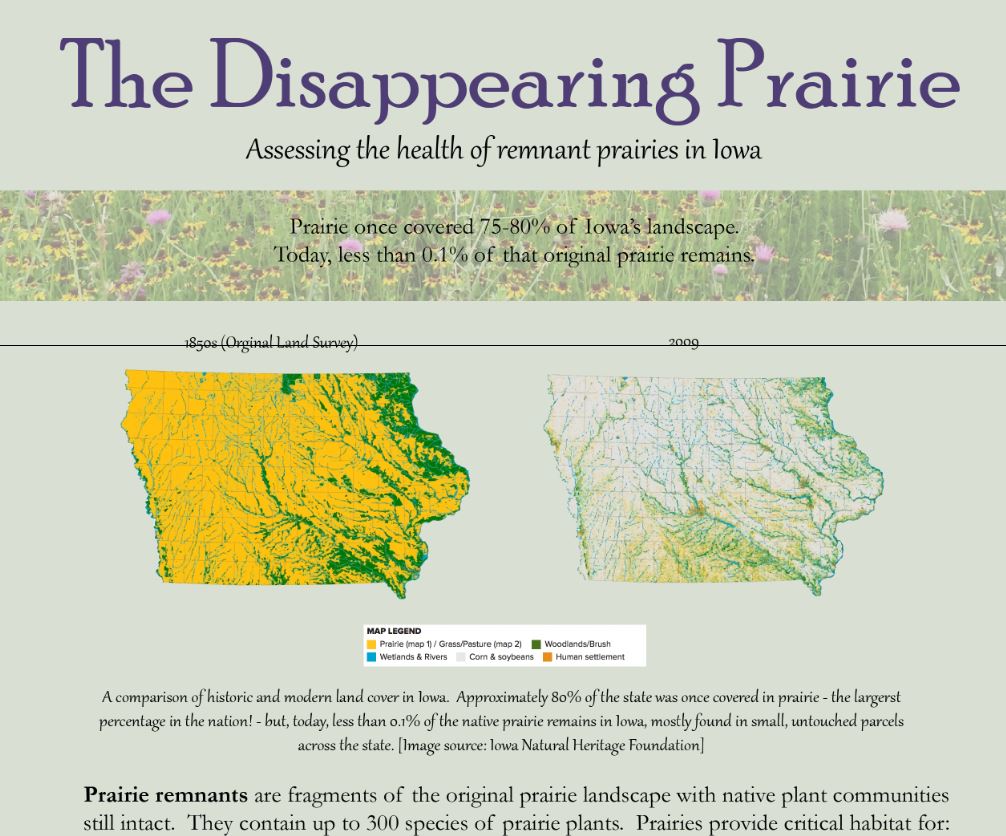 The Disappearing Prairie
Assessing the health of remnant prairies in Iowa
Prairie once covered 75-80% of Iowa's landscape.
Today, less than 0.1% of that original prairie remains.
1850s (Orginal Land Survey)
2009
MAP LEGEND
Prairie (map 1) / Grass/Pasture (map 2) Woodlands/Brush
Wetlands & Rivers Corn & soybeans Human settlement
A comparison of historic and modern land cover in Iowa. Approximately 80% of the state was once covered in prairie - the largerst
percentage in the nation! - but, today, less than 0.1% of the native prairie remains in Iowa, mostly found in small, untouched parcels
across the state. [Image source: Iowa Natural Heritage Foundation]
Prairie remnants are fragments of the original prairie landscape with native plant communities
still intact. They contain up to 300 species of prairie plants. Prairies provide critical habitat for: